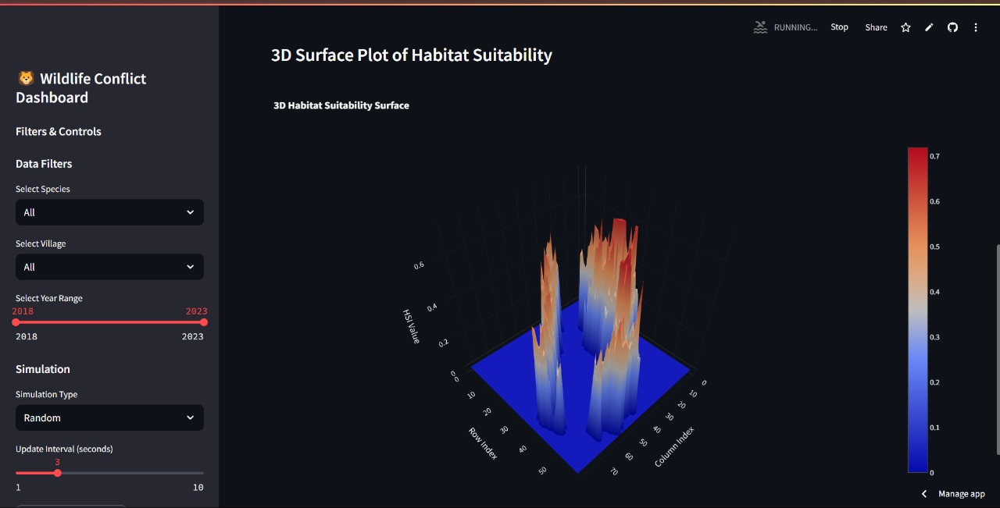 RUNNING...
Stop
Share
3D Surface Plot of Habitat Suitability
Wildlife Conflict
Dashboard
3D Habitat Suitability Surface
Filters & Controls
Data Filters
Select Species
All
Select Village
All
Select Year Range
2018 2023
2018 2023
Simulation
Simulation Type
Random
Update Interval (seconds)
3
1 10
HSI Value
0.6
0.4
0.2
0
Row Index
0
10
20
30
40
50
Column Index
0
10
20
30
40
50
60
70
0.7
0.6
0.5
0.4
0.3
0.2
0.1
0
Manage app